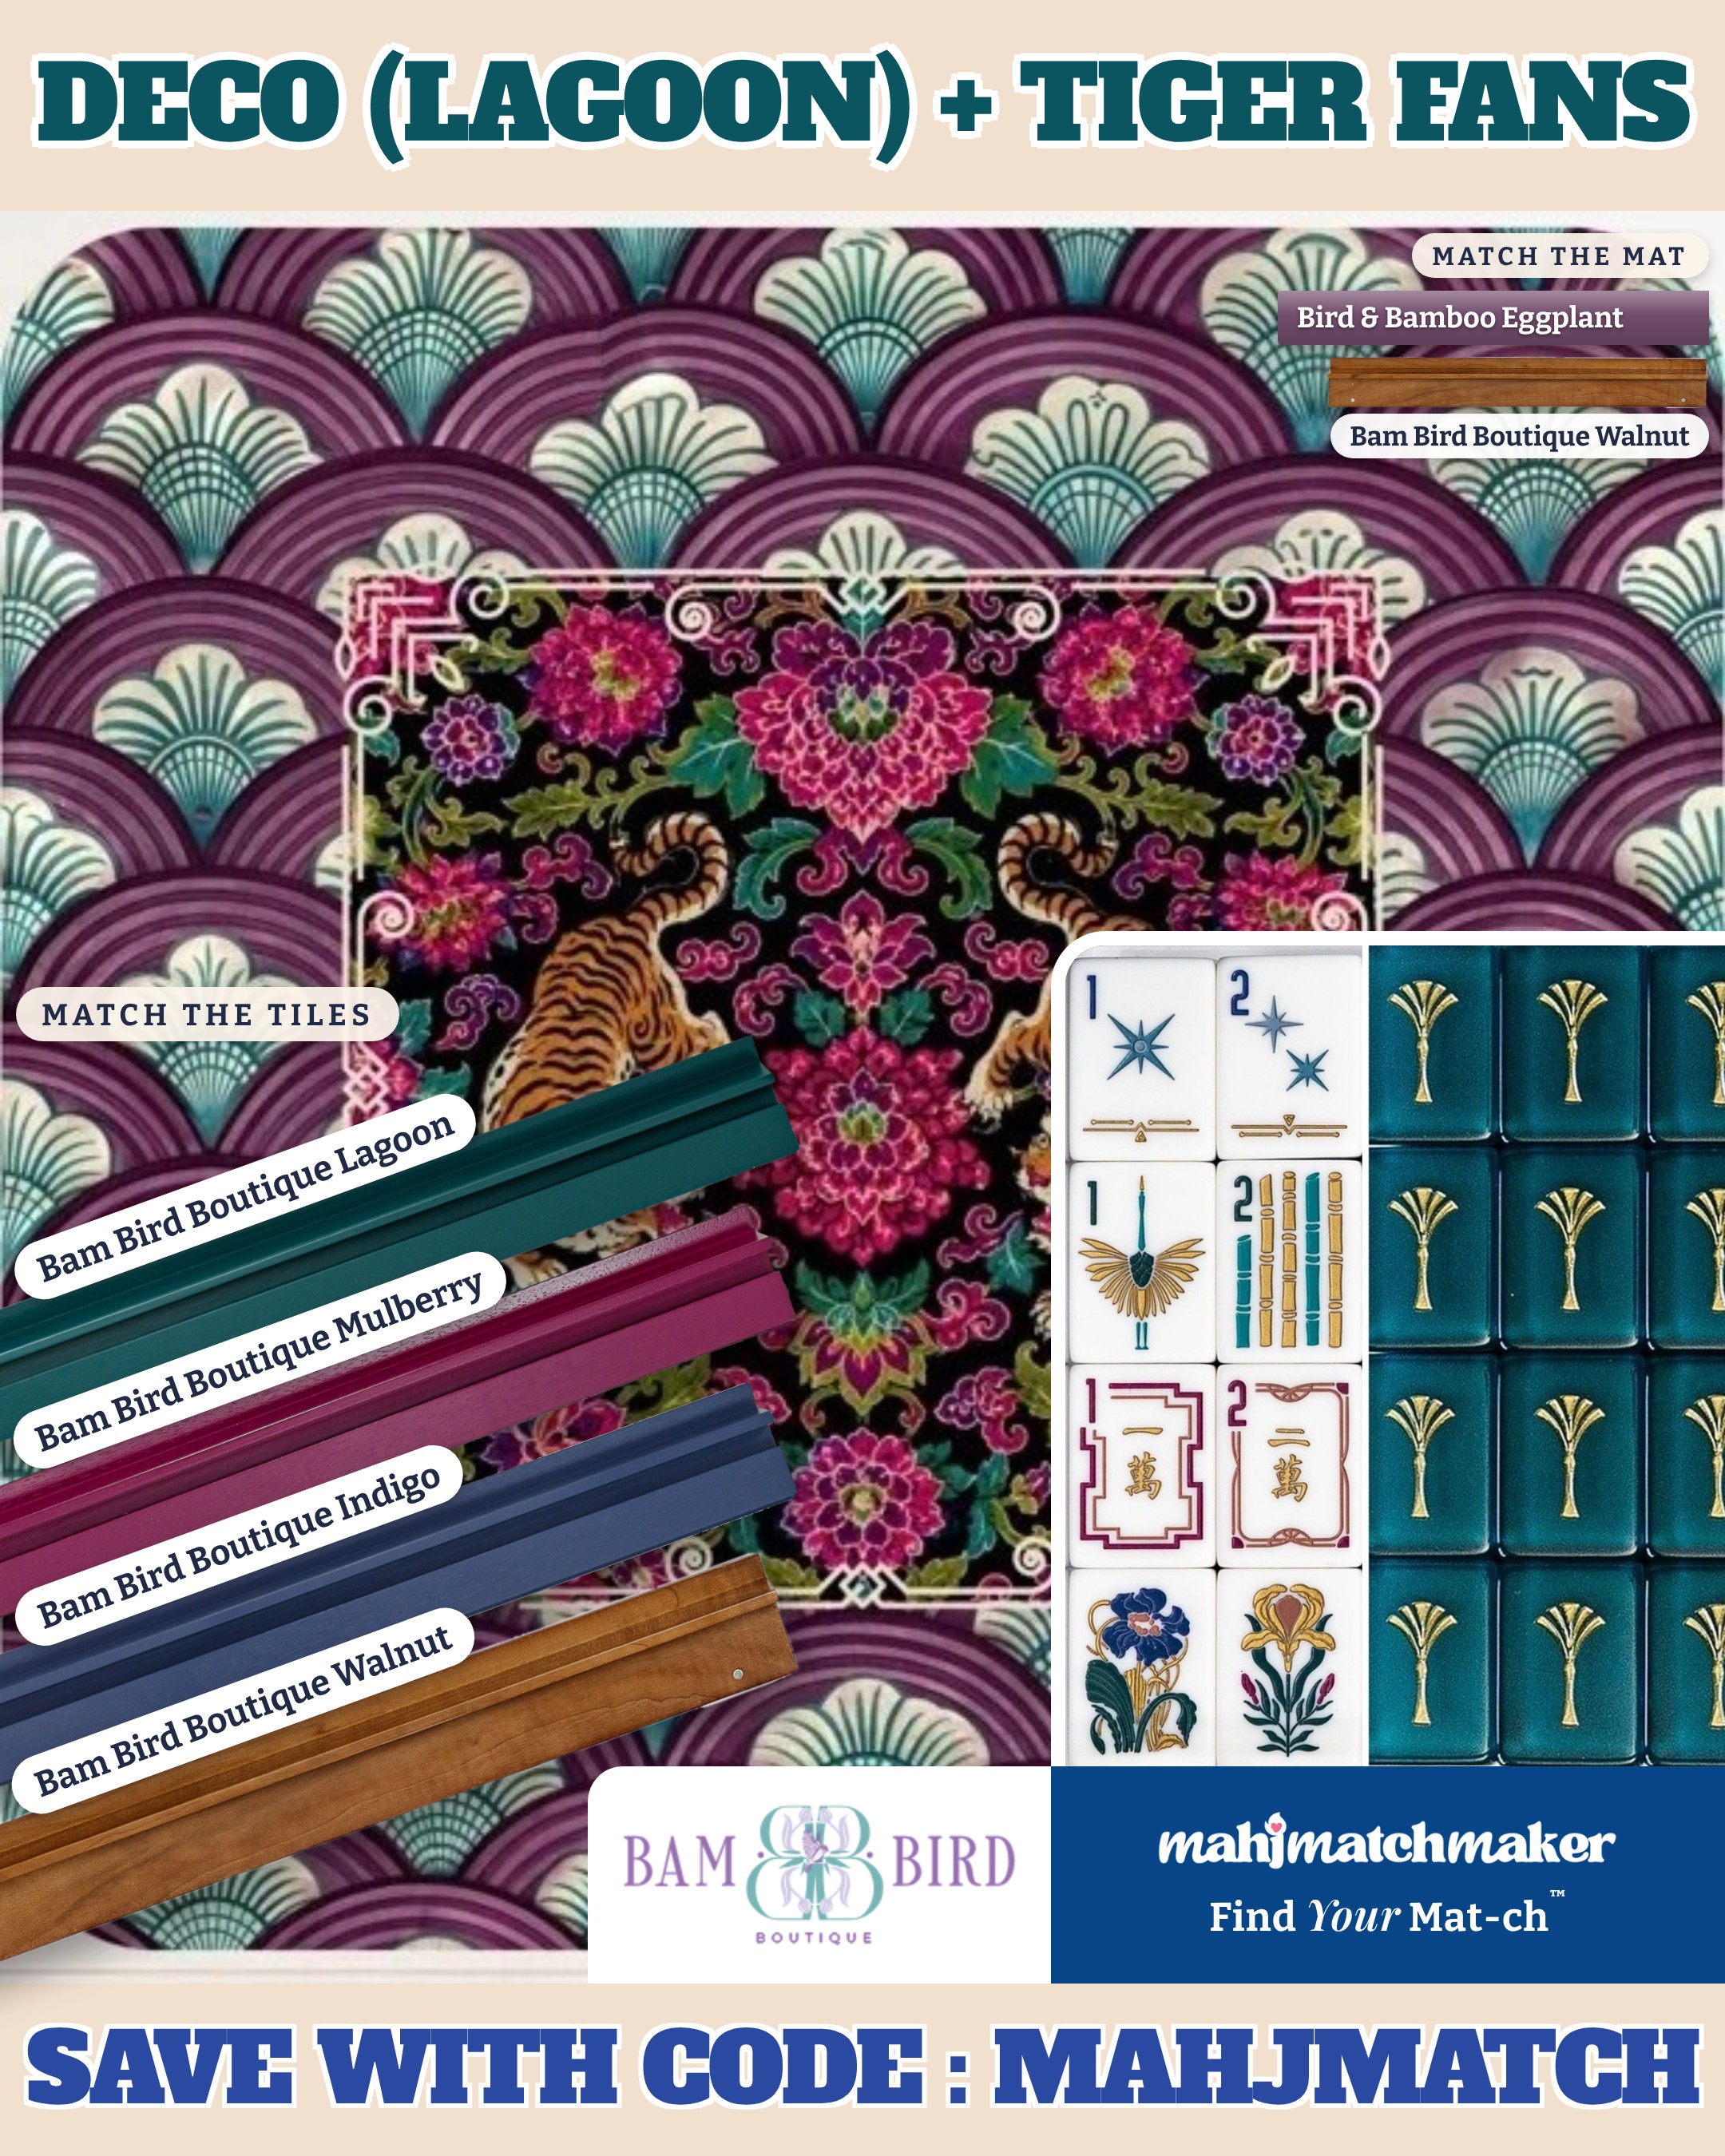 DECO (LAGOON) + TIGER FANS
MATCH THE MAT
Bird & Bamboo Eggplant
Bam Bird Boutique Walnut
MATCH THE TILES
Bam Bird Boutique Lagoon
Bam Bird Boutique Mulberry
Bam Bird Boutique Indigo
Bam Bird Boutique Walnut
1 2
1 2
1 2
一 二
萬 萬
BAM BIRD
BOUTIQUE
mahjmatchmaker
Find Your Mat-ch™
SAVE WITH CODE : MAHJMATCH